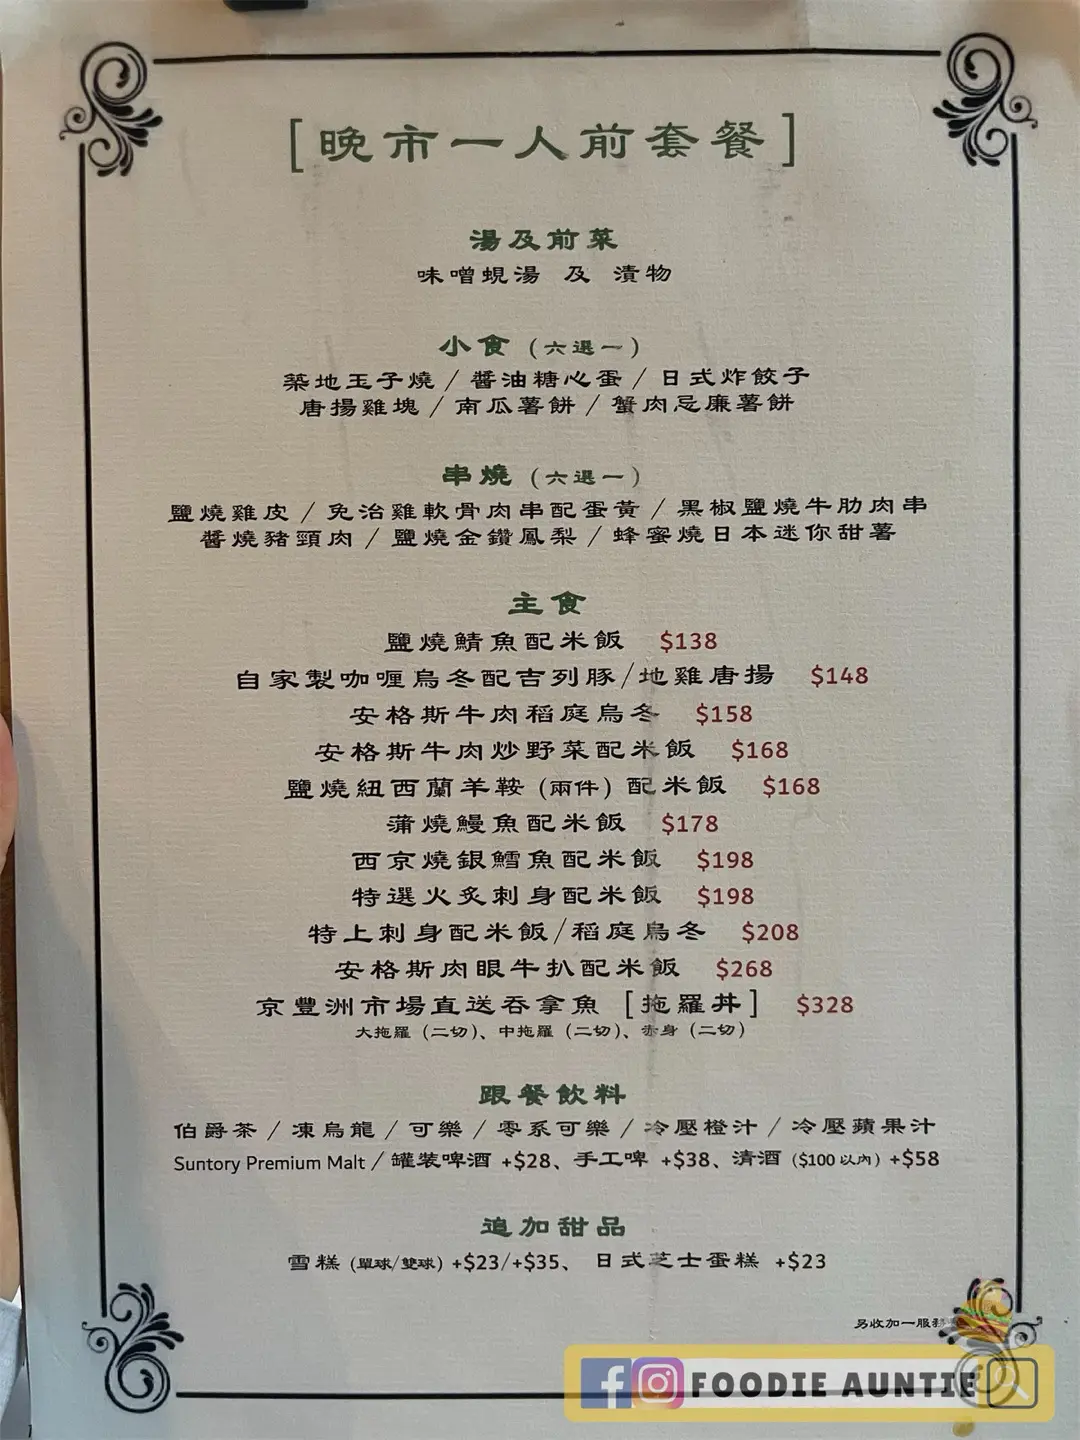 [晚市一人前套餐]
湯及前菜
味噌蜆湯 及 漬物
小食 (六選一)
築地玉子燒 / 醬油糖心蛋 / 日式炸餃子
唐揚雞塊 / 南瓜薯餅 / 蟹肉忌廉薯餅
串燒 (六選一)
鹽燒雞皮 / 免治雞軟骨肉串配蛋黃 / 黑椒鹽燒牛肋肉串
醬燒豬頸肉 / 鹽燒金鑽鳳梨 / 蜂蜜燒日本迷你甜薯
主食
鹽燒鯖魚配米飯 $138
自家製咖喱烏冬配吉列豚/地雞唐揚 $148
安格斯牛肉稻庭烏冬 $158
安格斯牛肉炒野菜配米飯 $168
鹽燒紐西蘭羊鞍 (兩件) 配米飯 $168
蒲燒鰻魚配米飯 $178
西京燒銀鱈魚配米飯 $198
特選火炙刺身配米飯 $198
特上刺身配米飯/稻庭烏冬 $208
安格斯肉眼牛扒配米飯 $268
京豐洲市場直送吞拿魚 [拖羅丼] $328
大拖羅 (二切)、中拖羅 (二切)、赤身 (二切)
跟餐飲料
伯爵茶 / 凍烏龍 / 可樂 / 零系可樂 / 冷壓橙汁 / 冷壓蘋果汁
Suntory Premium Malt / 罐裝啤酒 +$28、手工啤 +$38、清酒 ($100 以內) +$58
追加甜品
雪糕 (單球/雙球) +$23/+$35、 日式芝士蛋糕 +$23
另收加一服務
FOODIE AUNTIE